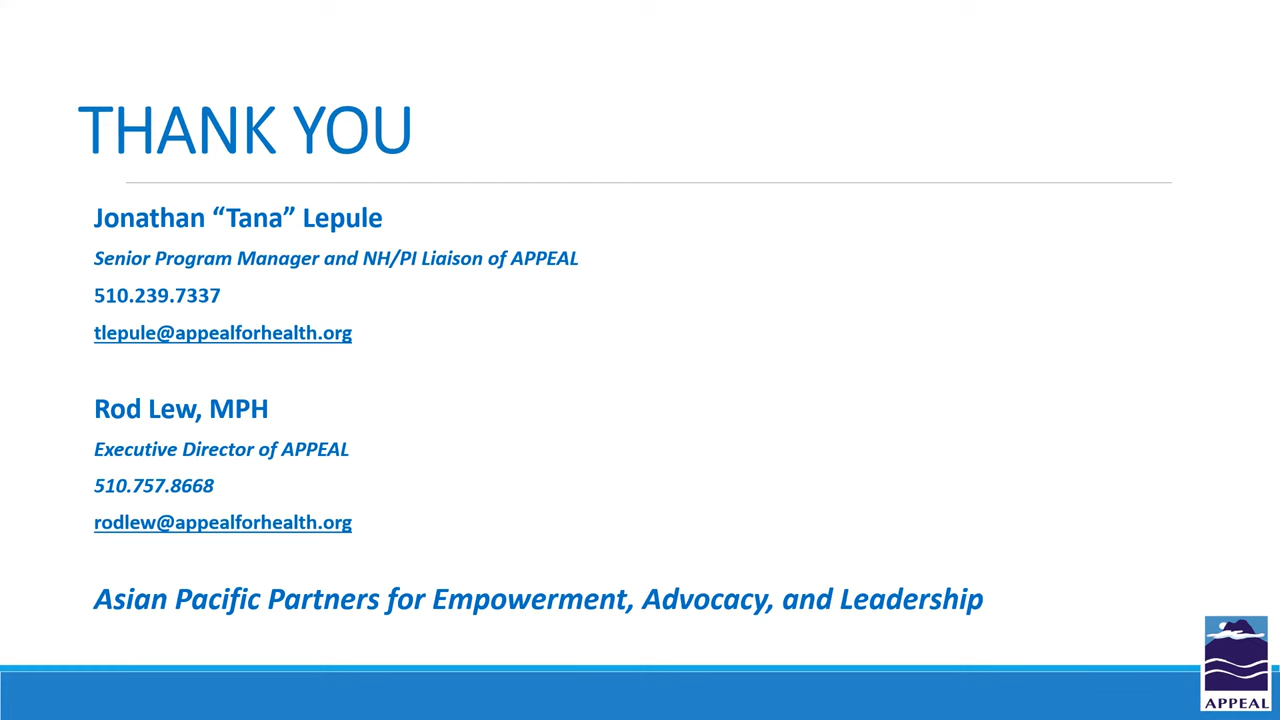 THANK YOU
Jonathan “Tana” Lepule
Senior Program Manager and NH/PI Liaison of APPEAL
510.239.7337
tlepule@appealforhealth.org
Rod Lew, MPH
Executive Director of APPEAL
510.757.8668
rodlew@appealforhealth.org
Asian Pacific Partners for Empowerment, Advocacy, and Leadership
APPEAL